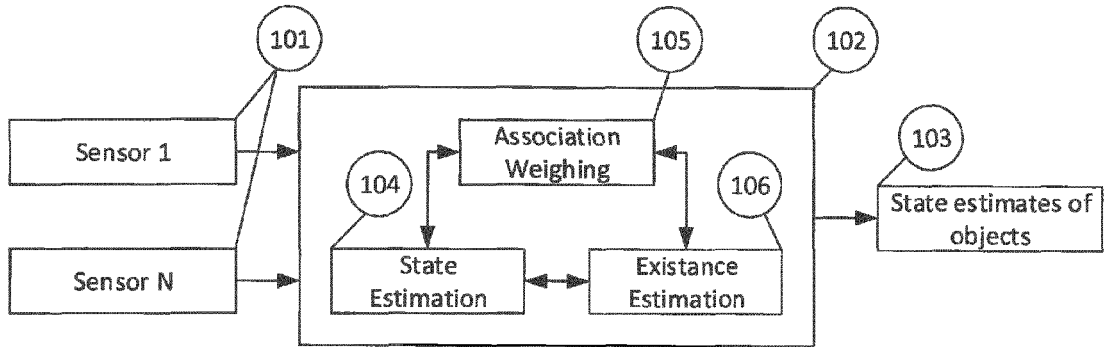 101
105
102
Sensor 1
Association
Weighing
103
104
106
State estimates of
objects
Sensor N
State
Estimation
Existance
Estimation